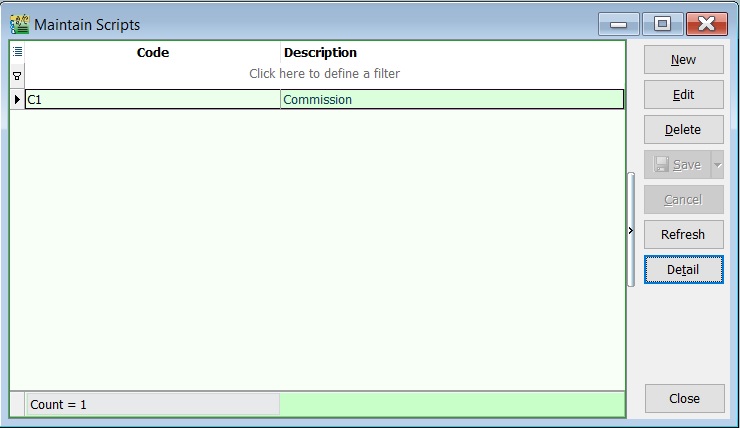 Maintain Scripts
Code Description
Click here to define a filter
C1 Commission
Count = 1
New
Edit
Delete
Save
Cancel
Refresh
Detail
Close